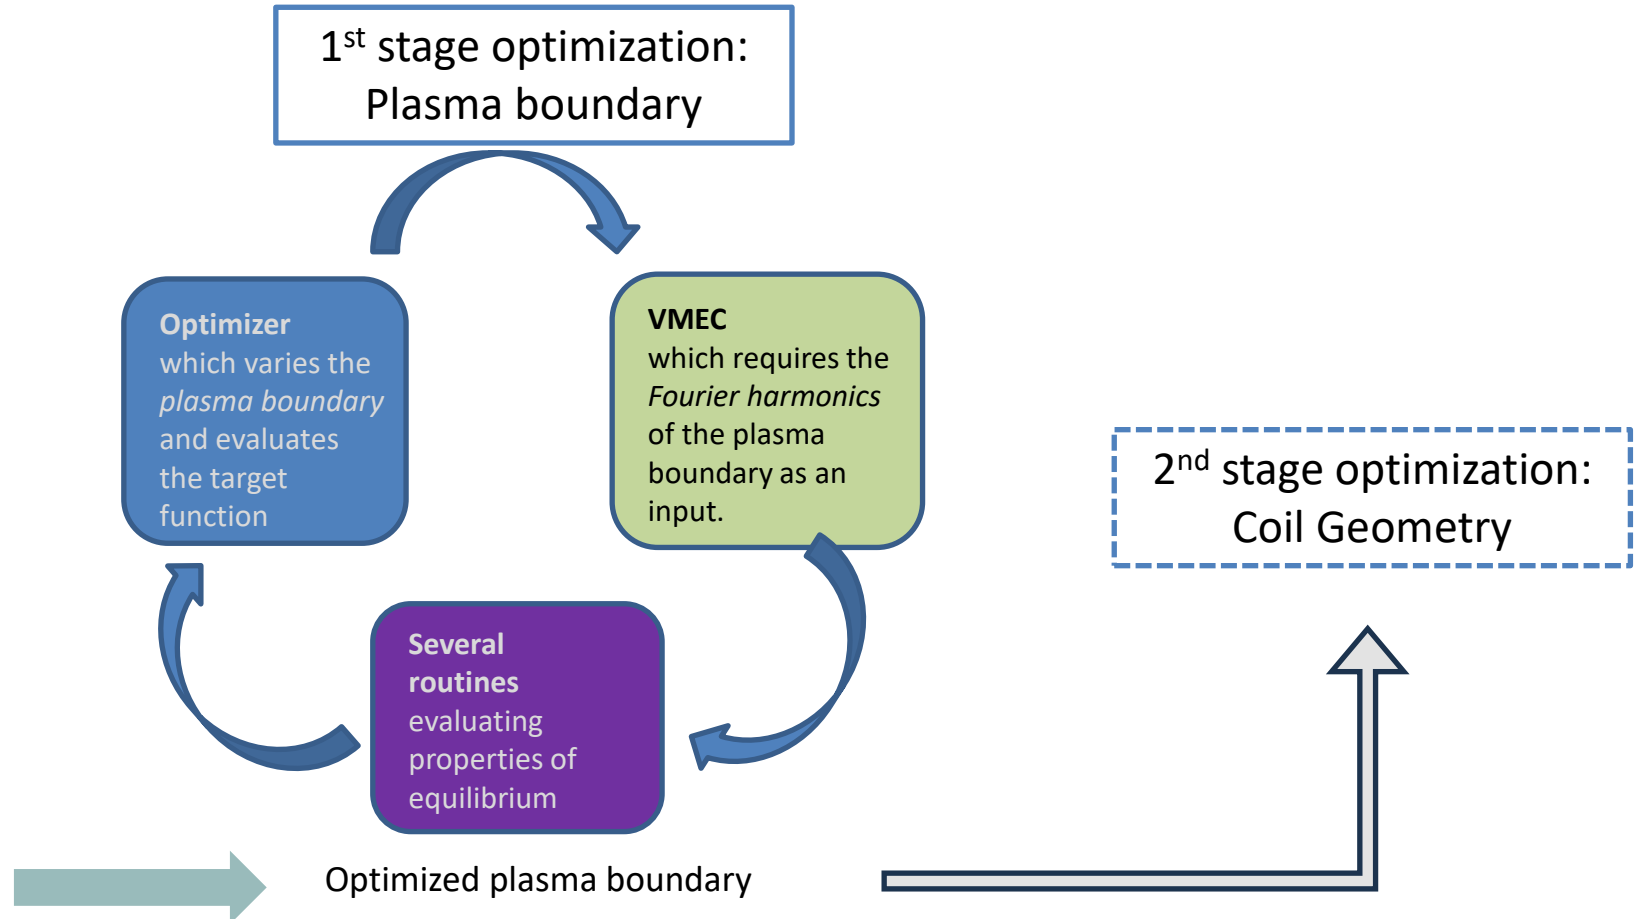 1st stage optimization:
Plasma boundary
Optimizer
which varies the
plasma boundary
and evaluates
the target
function
VMEC
which requires the
Fourier harmonics
of the plasma
boundary as an
input.
Several
routines
evaluating
properties of
equilibrium
2nd stage optimization:
Coil Geometry
Optimized plasma boundary